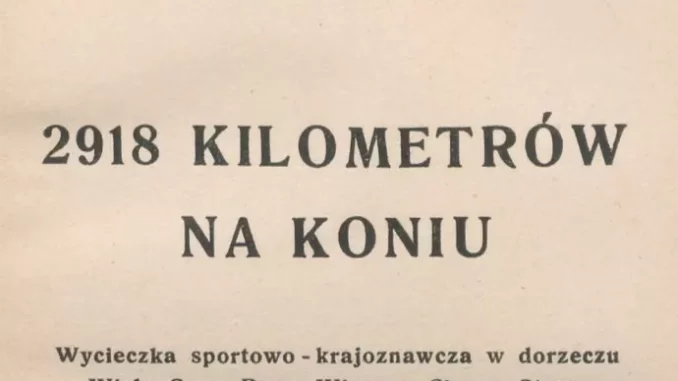 2918 KILOMETRÓW
NA KONIU
Wycieczka sportowo - krajoznawcza w dorzeczu